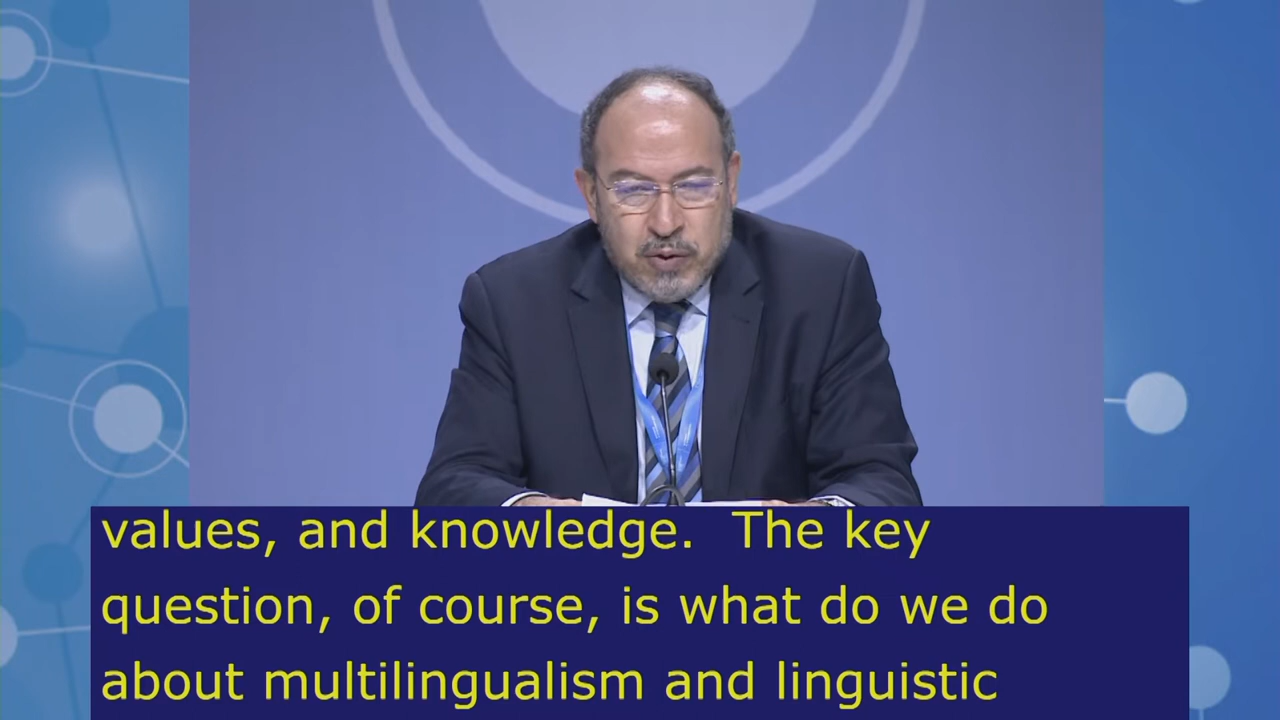 values, and knowledge.  The key
question, of course, is what do we do
about multilingualism and linguistic